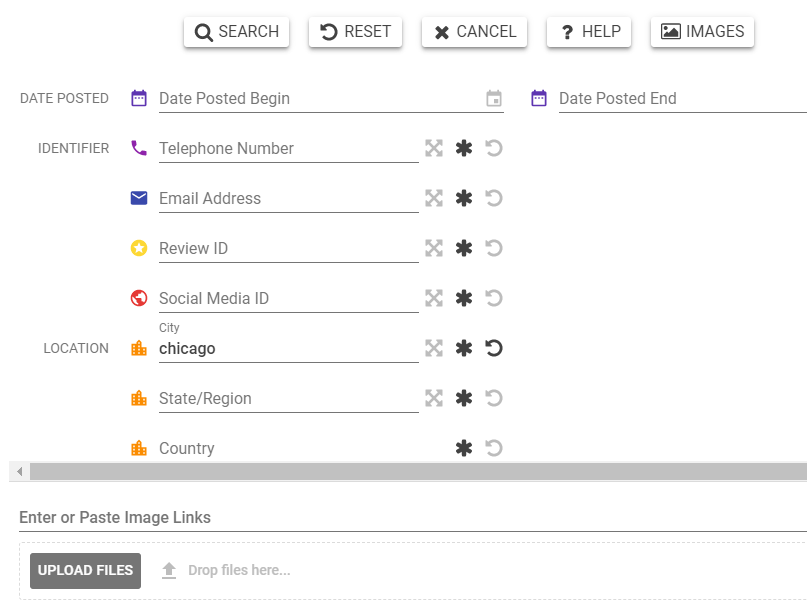 SEARCH RESET CANCEL ? HELP IMAGES
DATE POSTED Date Posted Begin Date Posted End
IDENTIFIER Telephone Number
Email Address
Review ID
Social Media ID
City
LOCATION chicago
State/Region
Country
Enter or Paste Image Links
UPLOAD FILES Drop files here...